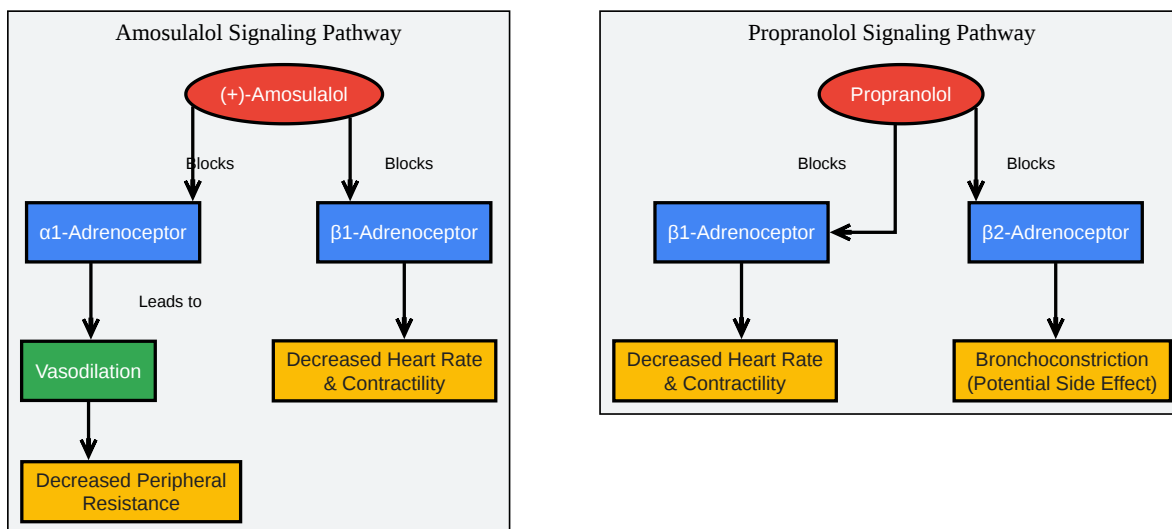 Amosulalol Signaling Pathway
(+)-Amosulalol
Blocks
Blocks
α1-Adrenoceptor
β1-Adrenoceptor
Leads to
Vasodilation
Decreased Heart Rate
& Contractility
Decreased Peripheral
Resistance
Propranolol Signaling Pathway
Propranolol
Blocks
Blocks
β1-Adrenoceptor
β2-Adrenoceptor
Decreased Heart Rate
& Contractility
Bronchoconstriction
(Potential Side Effect)